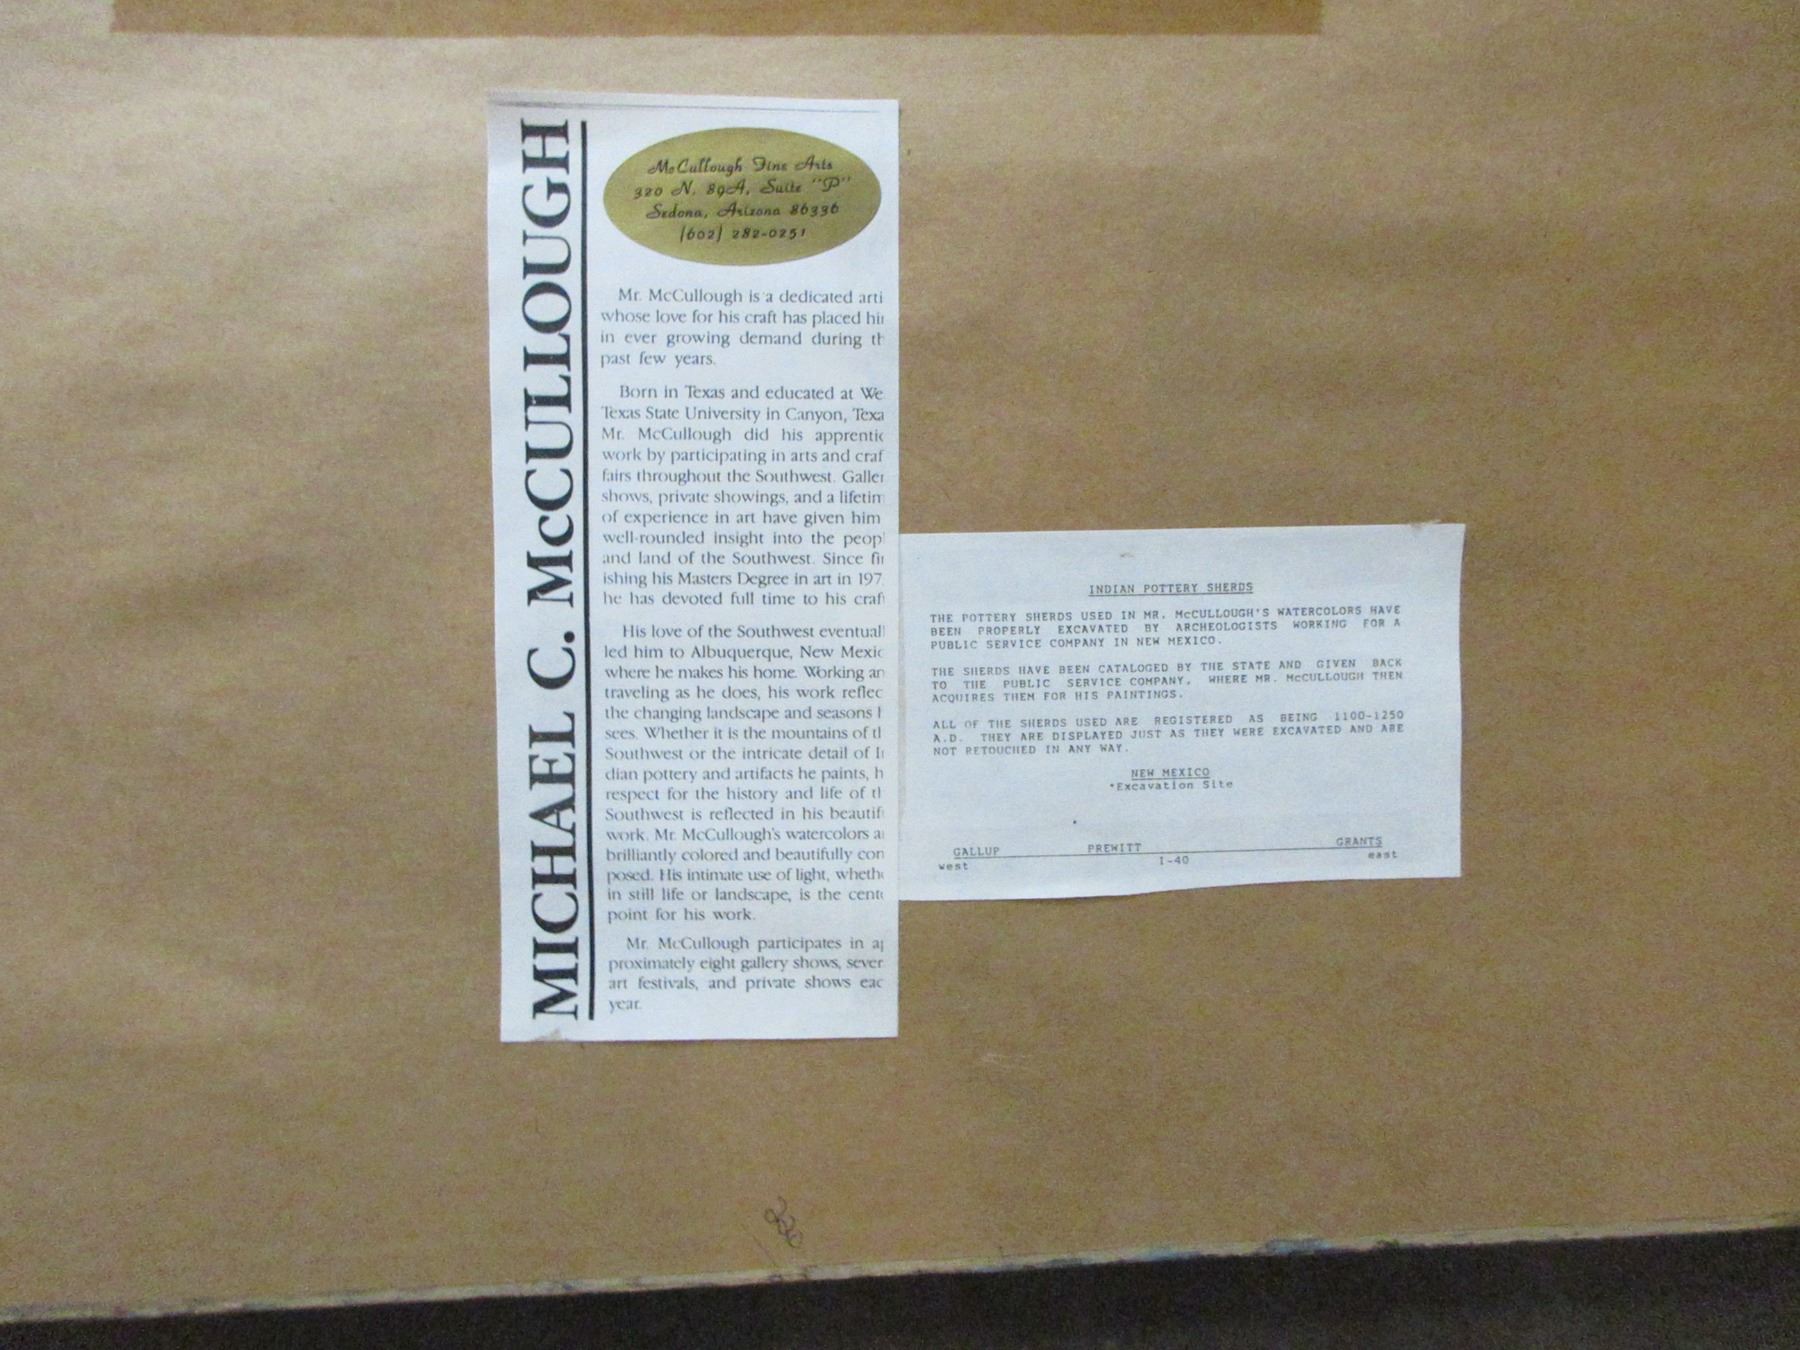 MICHAEL C. McCULLOUGH
McCullough Fine Arts
320 N. 89A, Suite "P"
Sedona, Arizona 86336
(602) 282-0251
Mr. McCullough is a dedicated arti
whose love for his craft has placed hi
in ever growing demand during th
past few years.
Born in Texas and educated at We
Texas State University in Canyon, Texa
Mr. McCullough did his apprentic
work by participating in arts and craf
fairs throughout the Southwest. Galler
shows, private showings, and a lifetim
of experience in art have given him
well-rounded insight into the peop
and land of the Southwest. Since fi
ishing his Masters Degree in art in 197
he has devoted full time to his craf
His love of the Southwest eventuall
led him to Albuquerque, New Mexic
where he makes his home. Working an
traveling as he does, his work reflec
the changing landscape and seasons
sees. Whether it is the mountains of t
Southwest or the intricate detail of I
dian pottery and artifacts he paints, h
respect for the history and life of t
Southwest is reflected in his beautif
work. Mr. McCullough's watercolors a
brilliantly colored and beautifully con
posed. His intimate use of light, wheth
in still life or landscape, is the cent
point for his work.
Mr. McCullough participates in ap
proximately eight gallery shows, sever
art festivals, and private shows eac
year.
INDIAN POTTERY SHERDS
THE POTTERY SHERDS USED IN MR. McCULLOUGH'S WATERCOLORS HAVE
BEEN PROPERLY EXCAVATED BY ARCHEOLOGISTS WORKING FOR A
PUBLIC SERVICE COMPANY IN NEW MEXICO.
THE SHERDS HAVE BEEN CATALOGED BY THE STATE AND GIVEN BACK
TO THE PUBLIC SERVICE COMPANY, WHERE MR. McCULLOUGH THEN
ACQUIRES THEM FOR HIS PAINTINGS.
ALL OF THE SHERDS USED ARE REGISTERED AS BEING 1100-1250
A.D. THEY ARE DISPLAYED JUST AS THEY WERE EXCAVATED AND ARE
NOT RETOUCHED IN ANY WAY.
NEW MEXICO
*Excavation Site
GALLUP PREWITT GRANTS
west I-40 east